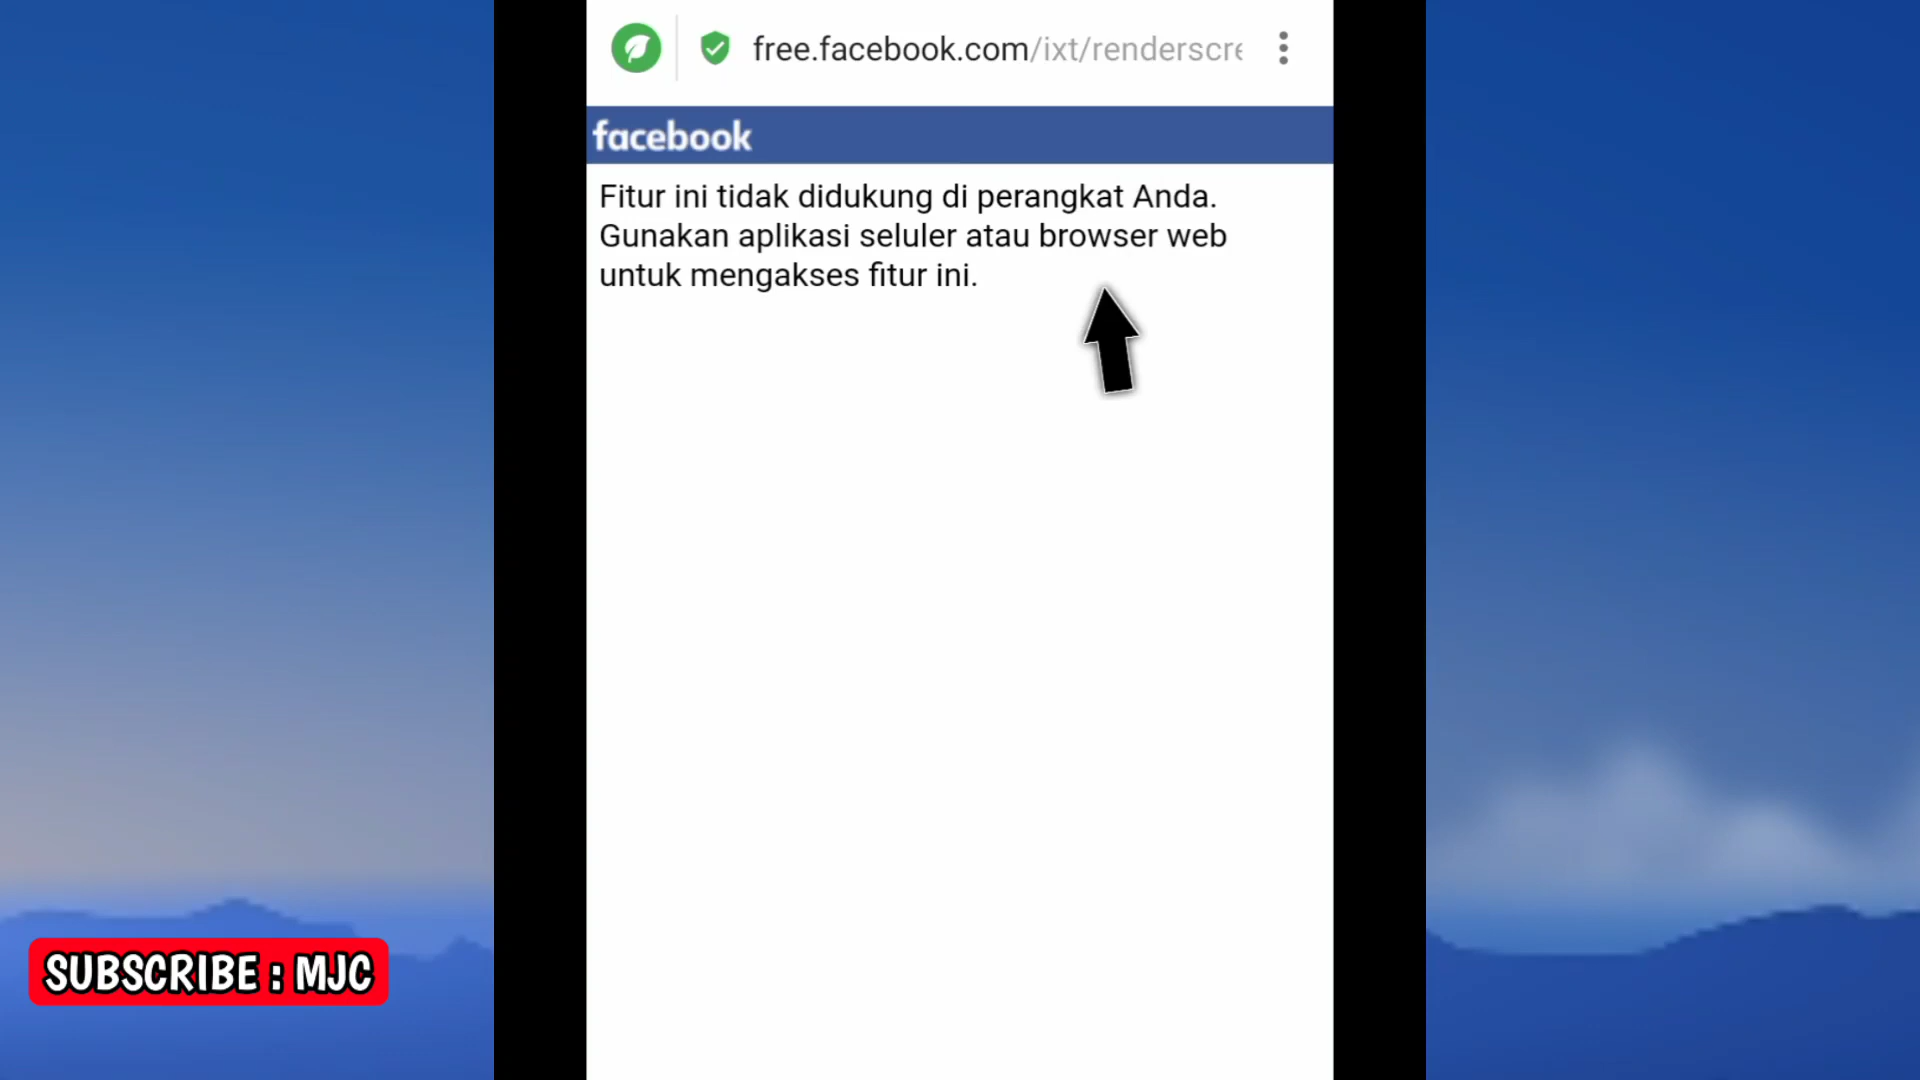 free.facebook.com/ixt/renderscre
facebook
Fitur ini tidak didukung di perangkat Anda.
Gunakan aplikasi seluler atau browser web
untuk mengakses fitur ini.
SUBSCRIBE : MJC